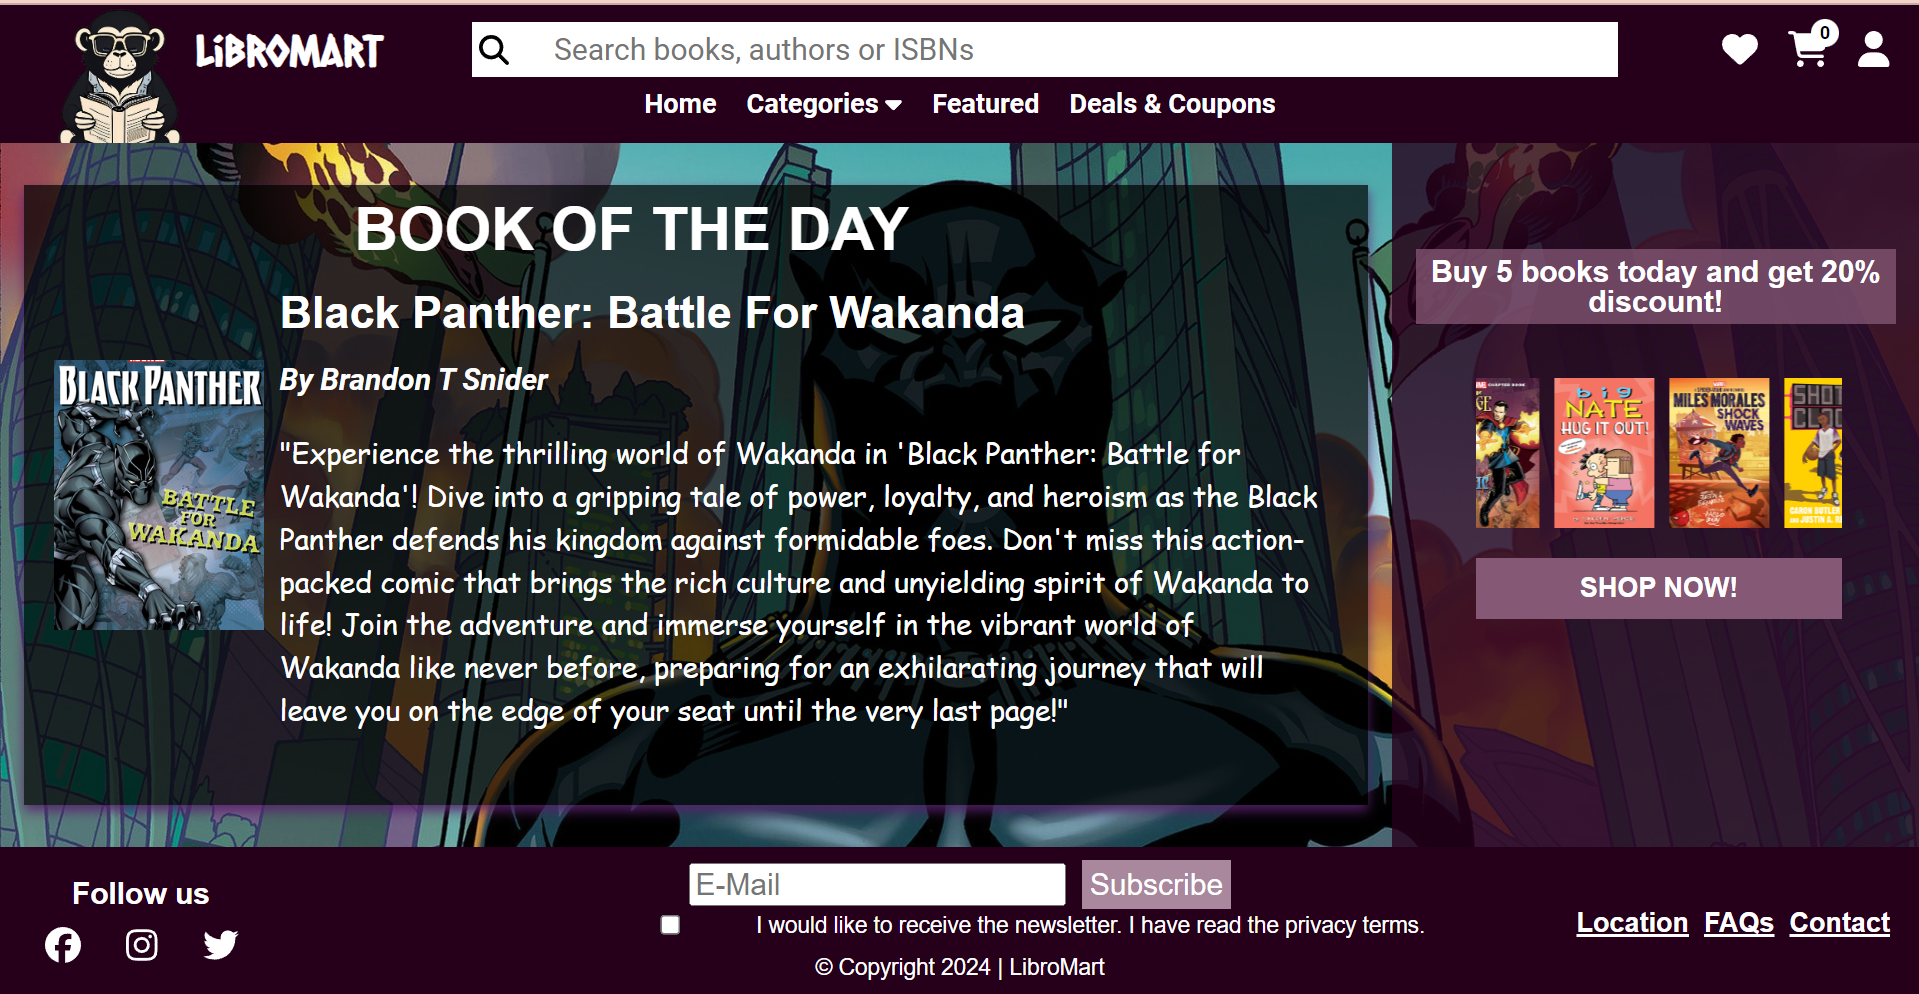 LiBROMART
Search books, authors or ISBNs
0
Home Categories Featured Deals & Coupons
BOOK OF THE DAY
Black Panther: Battle For Wakanda
By Brandon T Snider
"Experience the thrilling world of Wakanda in 'Black Panther: Battle for
Wakanda'! Dive into a gripping tale of power, loyalty, and heroism as the Black
Panther defends his kingdom against formidable foes. Don't miss this action-
packed comic that brings the rich culture and unyielding spirit of Wakanda to
life! Join the adventure and immerse yourself in the vibrant world of
Wakanda like never before, preparing for an exhilarating journey that will
leave you on the edge of your seat until the very last page!"
BLACK PANTHER
BATTLE
FOR
WAKANDA
Buy 5 books today and get 20%
discount!
CHAPTER BOOK
big
NATE
HUG IT OUT!
MILES MORALES
SHOCK
WAVES
CARON BUTLER
AND JUSTIN A.
SHOP NOW!
Follow us
E-Mail
Subscribe
I would like to receive the newsletter. I have read the privacy terms.
© Copyright 2024 | LibroMart
Location FAQs Contact